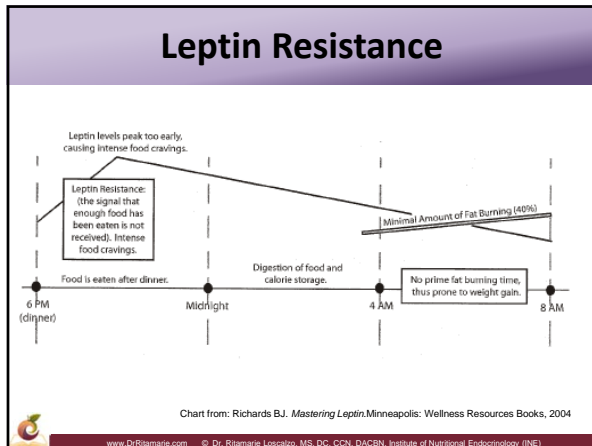 Leptin Resistance
Leptin levels peak too early,
causing intense food cravings.
Leptin Resistance:
(the signal that
enough food has
been eaten is not
received). Intense
food cravings.
Minimal Amount of Fat Burning (40%)
Food is eaten after dinner.
Digestion of food and
calorie storage.
No prime fat burning time,
thus prone to weight gain.
6 PM
(dinner)
Midnight
4 AM
8 AM
Chart from: Richards BJ. Mastering Leptin.Minneapolis: Wellness Resources Books, 2004
www.DrRitamarie.com © Dr. Ritamarie Loscalzo, MS, DC, CCN, DACBN, Institute of Nutritional Endocrinology (INE)